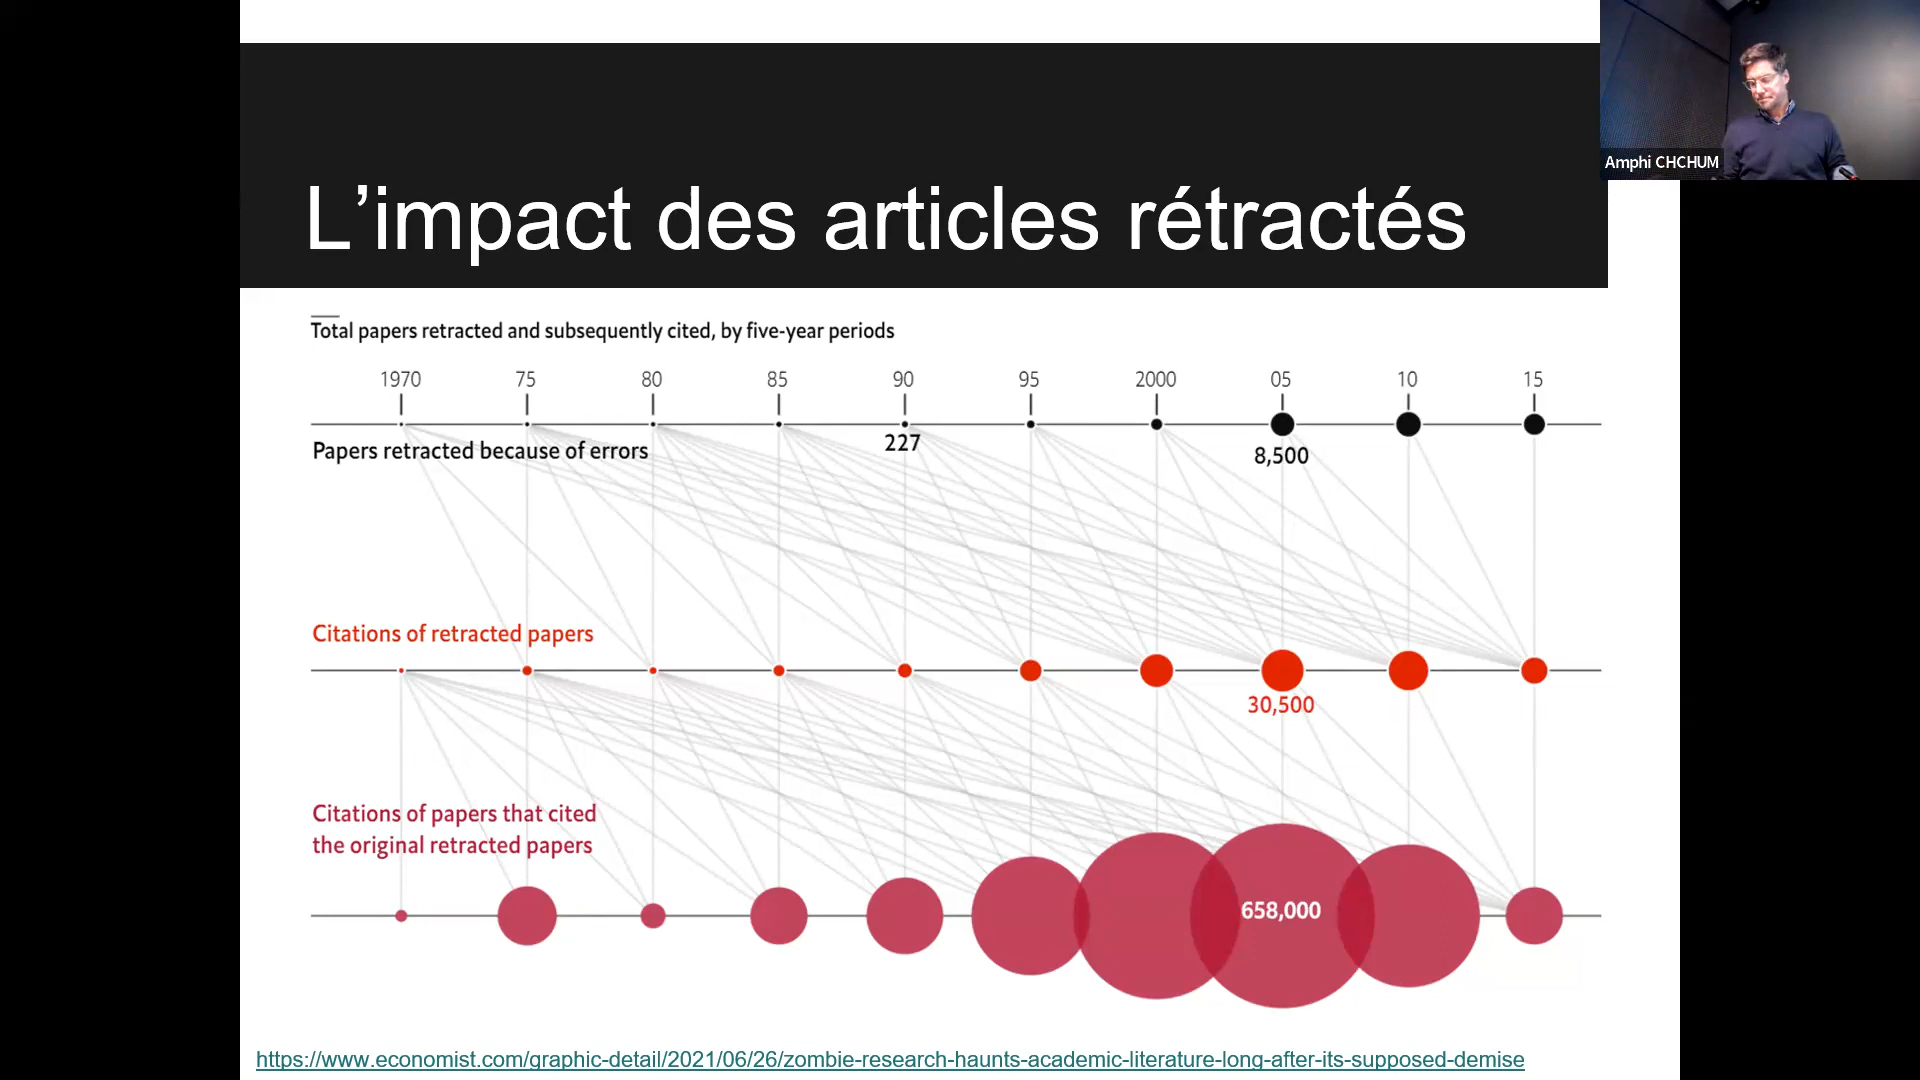 Amphi CHCHUM
L’impact des articles rétractés
Total papers retracted and subsequently cited, by five-year periods
1970 75 80 85 90 95 2000 05 10 15
Papers retracted because of errors
227
8,500
Citations of retracted papers
30,500
Citations of papers that cited
the original retracted papers
658,000
https://www.economist.com/graphic-detail/2021/06/26/zombie-research-haunts-academic-literature-long-after-its-supposed-demise